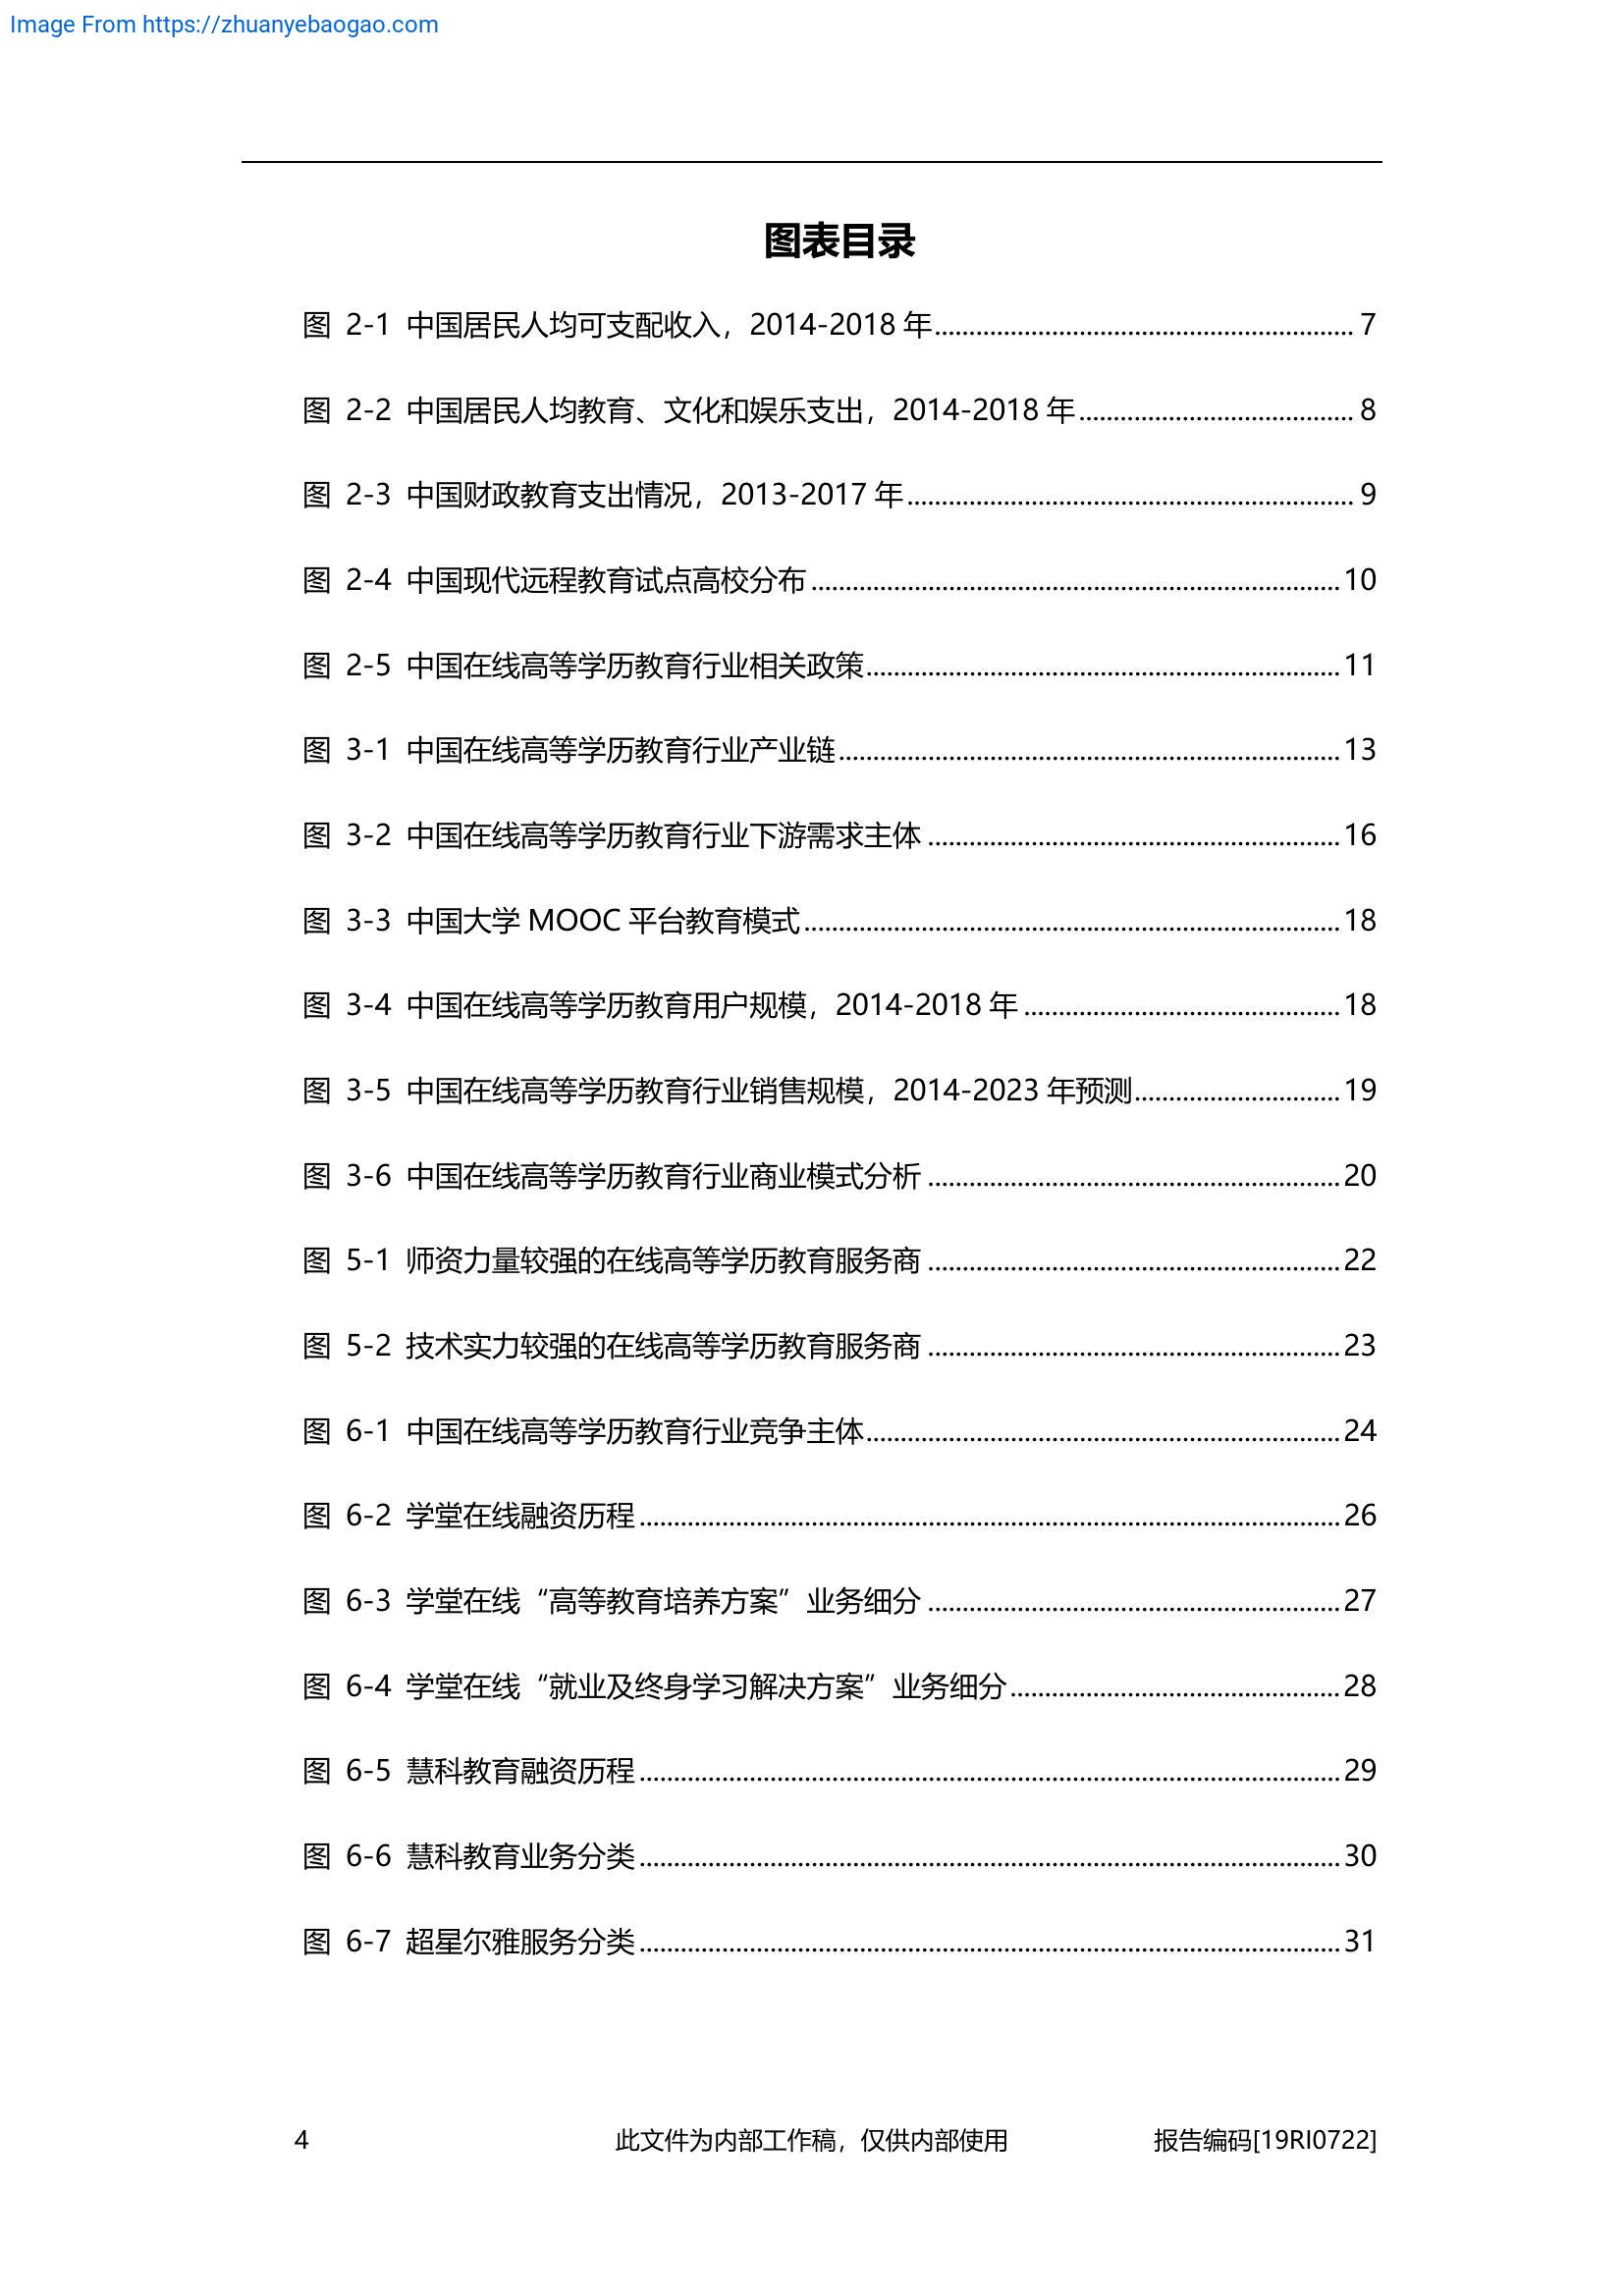 Image From https://zhuanyebaogao.com
图表目录
图 2-1 中国居民人均可支配收入，2014-2018 年............................................................. 7
图 2-2 中国居民人均教育、文化和娱乐支出，2014-2018 年........................................ 8
图 2-3 中国财政教育支出情况，2013-2017 年................................................................. 9
图 2-4 中国现代远程教育试点高校分布 .............................................................................10
图 2-5 中国在线高等学历教育行业相关政策.....................................................................11
图 3-1 中国在线高等学历教育行业产业链.........................................................................13
图 3-2 中国在线高等学历教育行业下游需求主体 ............................................................16
图 3-3 中国大学 MOOC 平台教育模式..............................................................................18
图 3-4 中国在线高等学历教育用户规模，2014-2018 年 ..............................................18
图 3-5 中国在线高等学历教育行业销售规模，2014-2023 年预测..............................19
图 3-6 中国在线高等学历教育行业商业模式分析 ............................................................20
图 5-1 师资力量较强的在线高等学历教育服务商 ............................................................22
图 5-2 技术实力较强的在线高等学历教育服务商 ............................................................23
图 6-1 中国在线高等学历教育行业竞争主体.....................................................................24
图 6-2 学堂在线融资历程 ......................................................................................................26
图 6-3 学堂在线“高等教育培养方案”业务细分 ............................................................27
图 6-4 学堂在线“就业及终身学习解决方案”业务细分................................................28
图 6-5 慧科教育融资历程 ......................................................................................................29
图 6-6 慧科教育业务分类 ......................................................................................................30
图 6-7 超星尔雅服务分类 ......................................................................................................31
4 此文件为内部工作稿，仅供内部使用 报告编码[19RI0722]